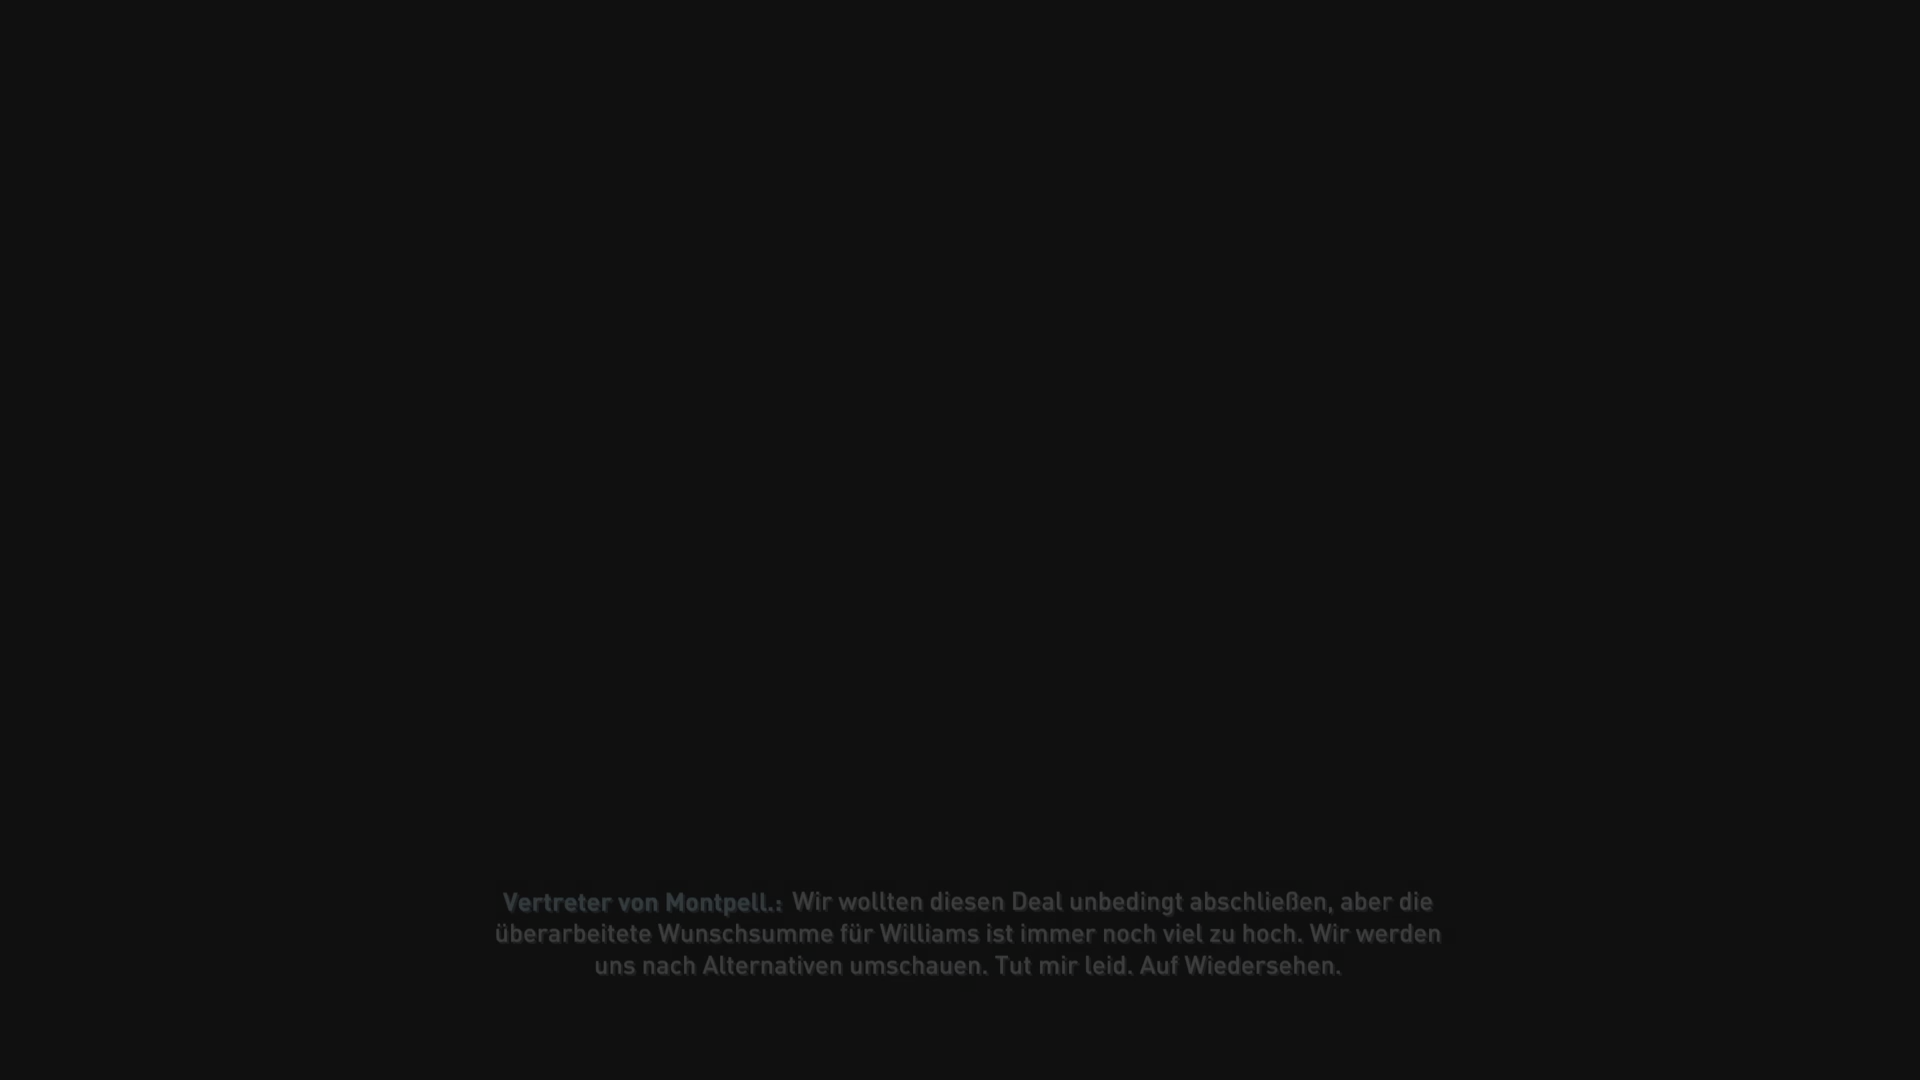 Vertreter von Montpell.: Wir wollten diesen Deal unbedingt abschließen, aber die
überarbeitete Wunschsumme für Williams ist immer noch viel zu hoch. Wir werden
uns nach Alternativen umschauen. Tut mir leid. Auf Wiedersehen.